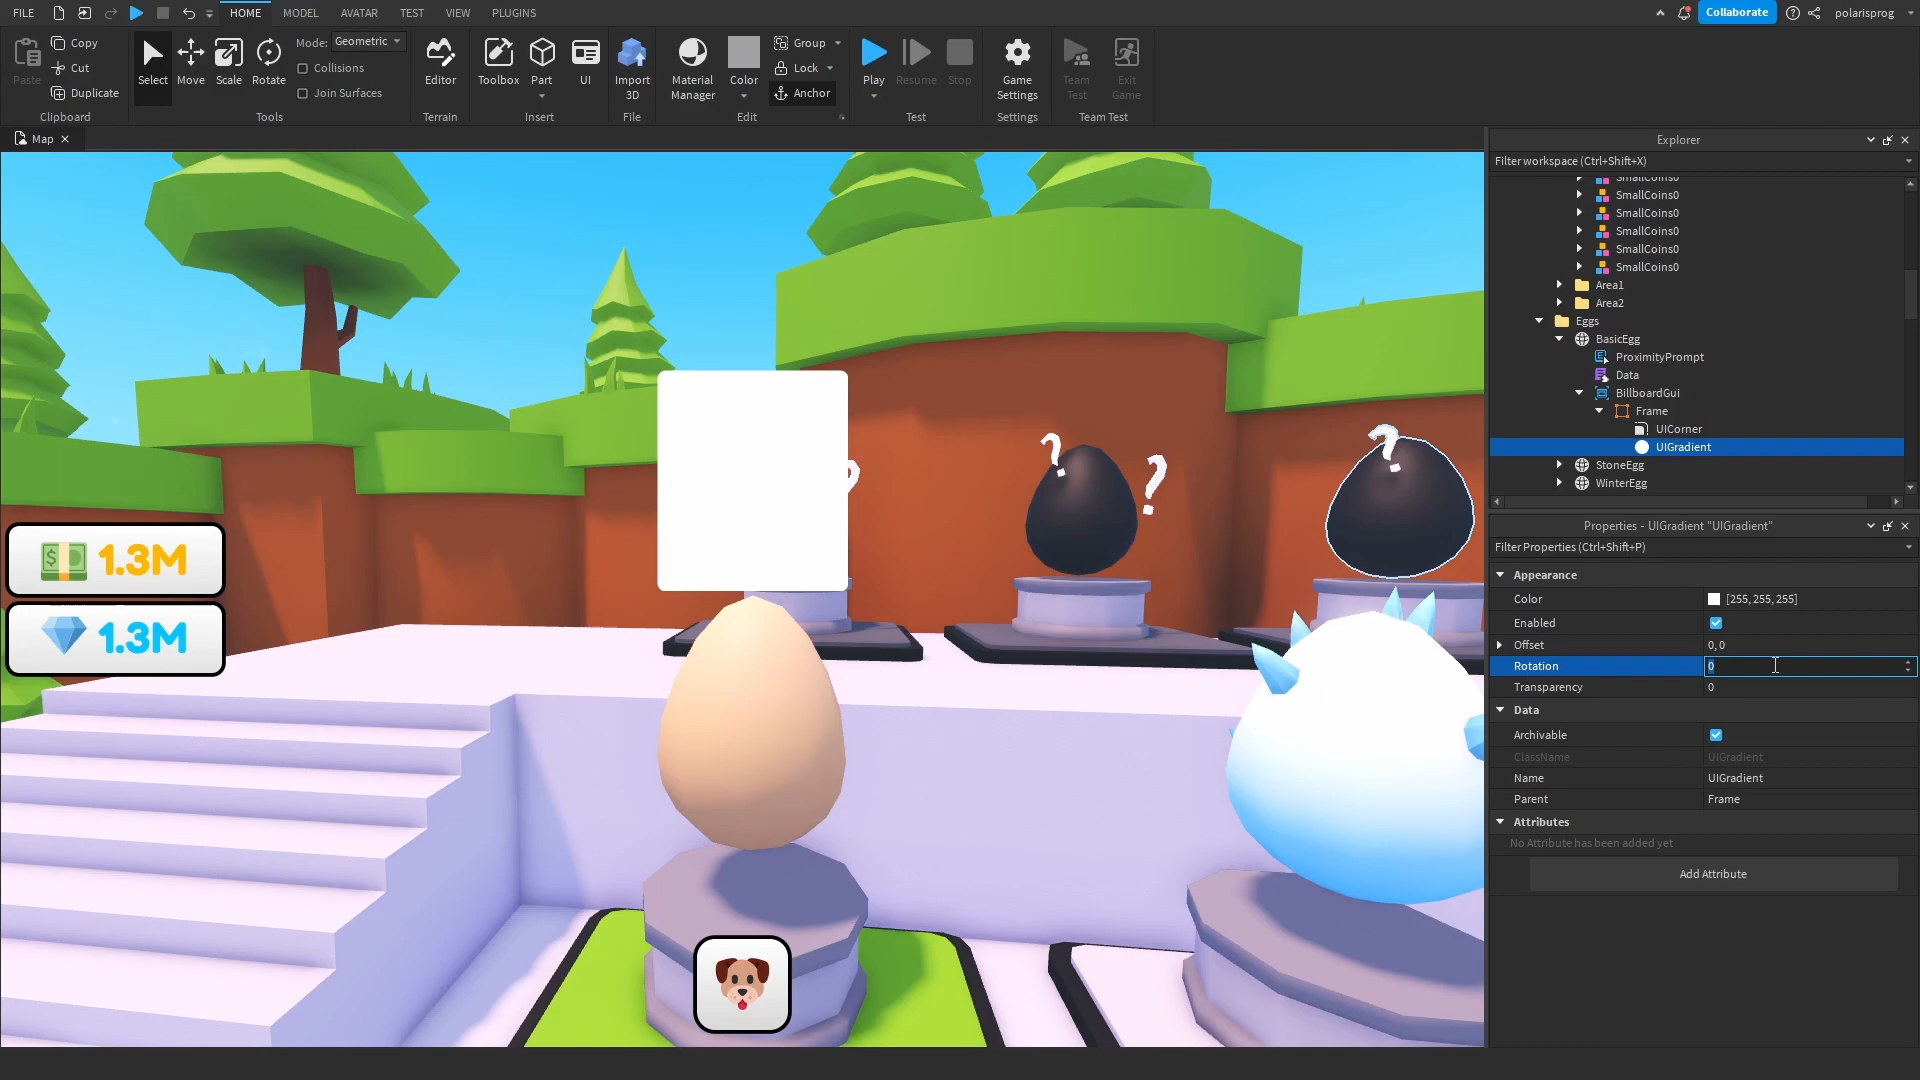 FILE HOME MODEL AVATAR TEST VIEW PLUGINS Collaborate polarisprog
Paste Copy Cut Duplicate Clipboard
Select Move Scale Rotate Mode: Geometric Collisions Join Surfaces Tools
Editor Terrain
Toolbox Part UI Insert
Import 3D File
Material Manager Color Group Lock Anchor Edit
Play Resume Stop Test
Game Settings Settings
Team Test Exit Game Team Test
Map
1.3M
1.3M
?
?
?
?
Explorer
Filter workspace (Ctrl+Shift+X)
SmallCoins0
SmallCoins0
SmallCoins0
SmallCoins0
SmallCoins0
SmallCoins0
Area1
Area2
Eggs
BasicEgg
ProximityPrompt
Data
BillboardGui
Frame
UICorner
UIGradient
StoneEgg
WinterEgg
Properties - UIGradient "UIGradient"
Filter Properties (Ctrl+Shift+P)
Appearance
Color [255, 255, 255]
Enabled
Offset 0, 0
Rotation 0
Transparency 0
Data
Archivable
ClassName UIGradient
Name UIGradient
Parent Frame
Attributes
No Attribute has been added yet
Add Attribute